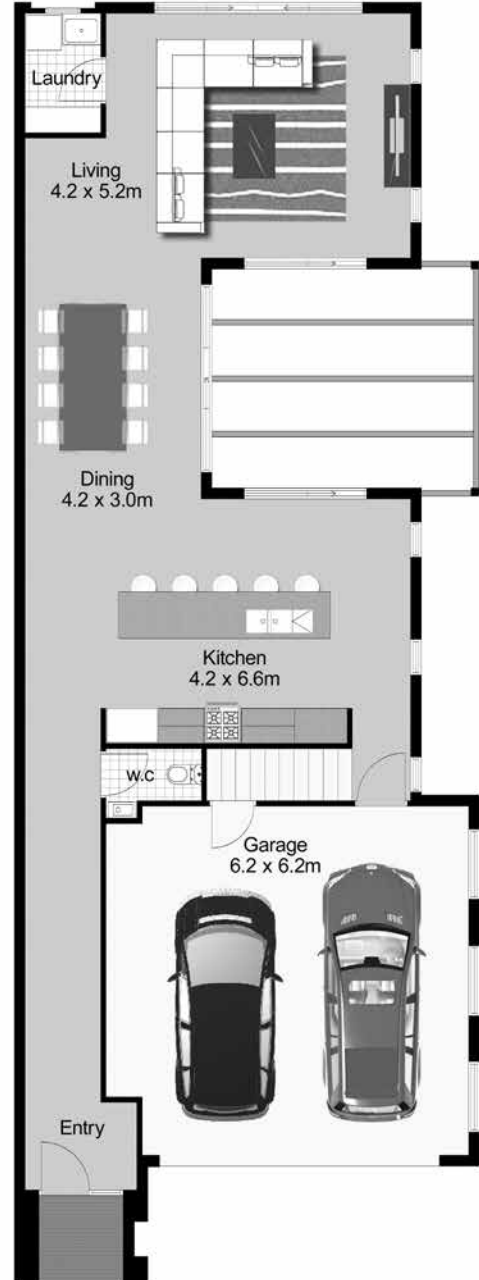 Laundry
Living
4.2 x 5.2m
Dining
4.2 x 3.0m
Kitchen
4.2 x 6.6m
w.c
Garage
6.2 x 6.2m
Entry